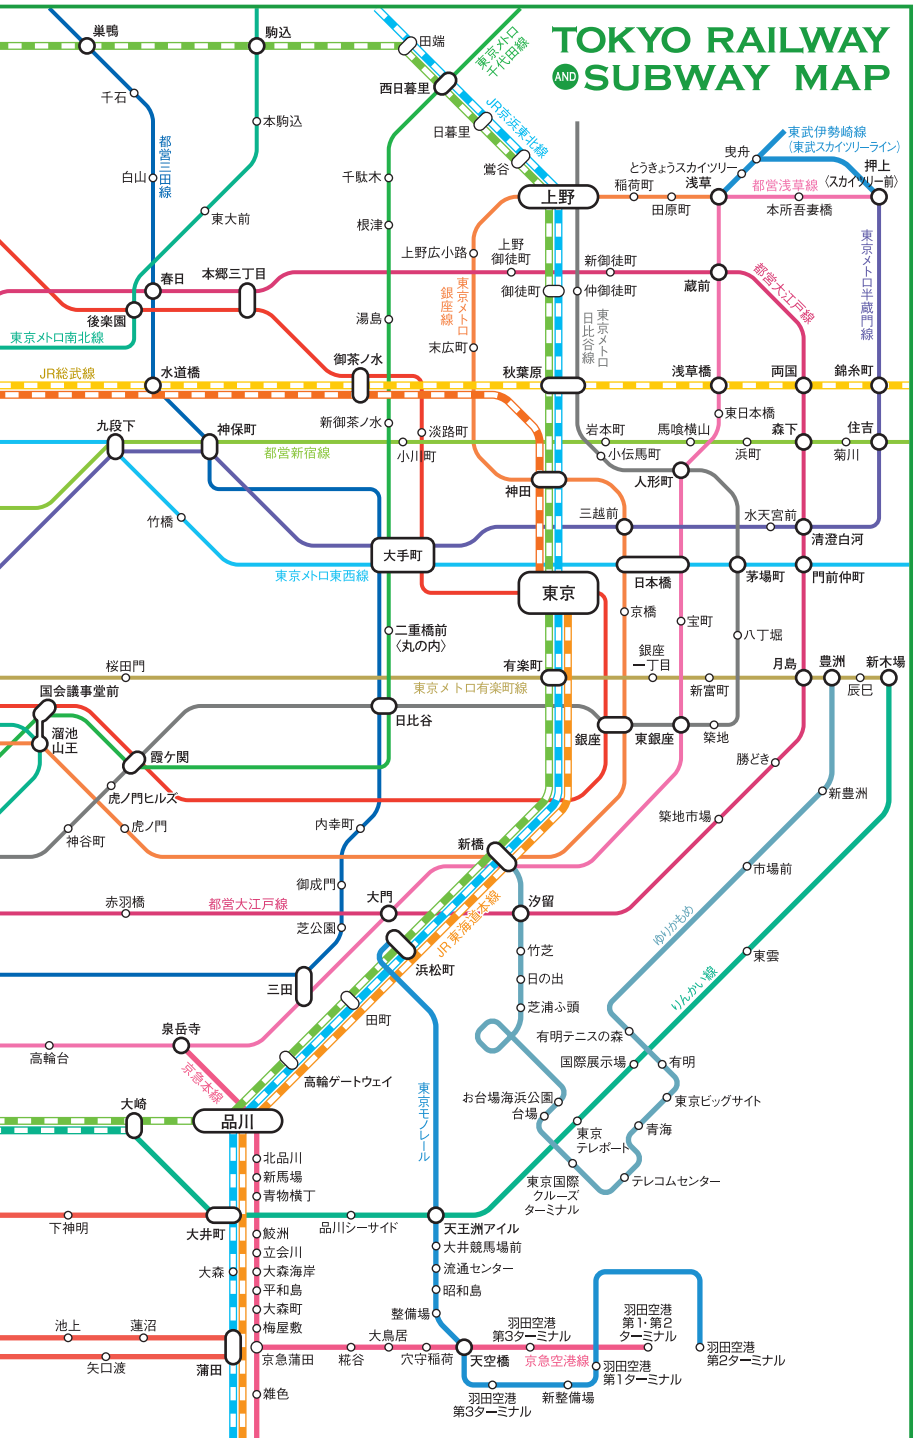 TOKYO RAILWAY
AND SUBWAY MAP
巣鴨
駒込
田端
東京メトロ
千代田線
西日暮里
千石
本駒込
日暮里
JR京浜東北線
都営三田線
鶯谷
東武伊勢崎線
(東武スカイツリーライン)
曳舟
とうきょうスカイツリー
押上
〈スカイツリー前〉
白山
千駄木
上野
稲荷町
浅草
都営浅草線
田原町
本所吾妻橋
東大前
根津
上野広小路
上野
御徒町
新御徒町
東京メトロ半蔵門線
春日
本郷三丁目
御徒町
仲御徒町
蔵前
都営大江戸線
東京メトロ
銀座線
後楽園
湯島
東京メトロ
日比谷線
東京メトロ南北線
末広町
御茶ノ水
JR総武線
水道橋
秋葉原
浅草橋
両国
錦糸町
九段下
神保町
新御茶ノ水
淡路町
岩本町
馬喰横山
東日本橋
森下
住吉
都営新宿線
小川町
小伝馬町
浜町
菊川
神田
人形町
竹橋
三越前
水天宮前
清澄白河
大手町
東京メトロ東西線
東京
日本橋
茅場町
門前仲町
京橋
宝町
二重橋前
〈丸の内〉
八丁堀
桜田門
有楽町
銀座
一丁目
月島
豊洲
新木場
東京メトロ有楽町線
新富町
辰巳
国会議事堂前
溜池
山王
日比谷
霞ケ関
銀座
東銀座
築地
虎ノ門ヒルズ
勝どき
新豊洲
神谷町
虎ノ門
内幸町
築地市場
新橋
市場前
御成門
赤羽橋
都営大江戸線
大門
汐留
芝公園
JR東海道本線
ゆりかもめ
竹芝
東雲
浜松町
三田
日の出
りんかい線
芝浦ふ頭
田町
泉岳寺
有明テニスの森
高輪台
国際展示場
有明
高輪ゲートウェイ
京急本線
東京モノレール
お台場海浜公園
東京ビッグサイト
大崎
台場
品川
東京
テレポート
青海
北品川
新馬場
青物横丁
東京国際
クルーズ
ターミナル
テレコムセンター
下神明
大井町
品川シーサイド
天王洲アイル
鮫洲
立会川
大井競馬場前
大森
大森海岸
流通センター
平和島
昭和島
大森町
整備場
池上
蓮沼
梅屋敷
大鳥居
羽田空港
第3ターミナル
羽田空港
第1・第2
ターミナル
矢口渡
蒲田
京急蒲田
糀谷
穴守稲荷
天空橋
京急空港線
羽田空港
第2ターミナル
羽田空港
第1ターミナル
雑色
羽田空港
第3ターミナル
新整備場